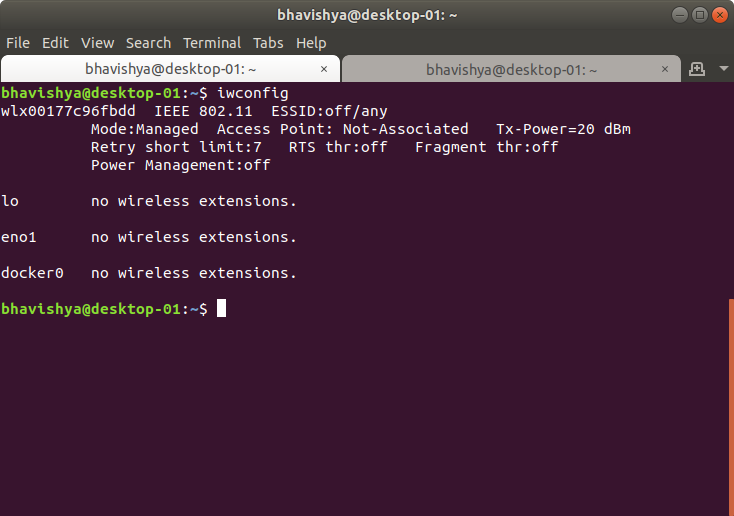 bhavishya@desktop-01: ~
File Edit View Search Terminal Tabs Help
bhavishya@desktop-01: ~ × bhavishya@desktop-01: ~ ×
bhavishya@desktop-01:~$ iwconfig
wlx00177c96fbdd  IEEE 802.11  ESSID:off/any
          Mode:Managed  Access Point: Not-Associated   Tx-Power=20 dBm
          Retry short limit:7   RTS thr:off   Fragment thr:off
          Power Management:off
lo        no wireless extensions.
eno1      no wireless extensions.
docker0   no wireless extensions.
bhavishya@desktop-01:~$